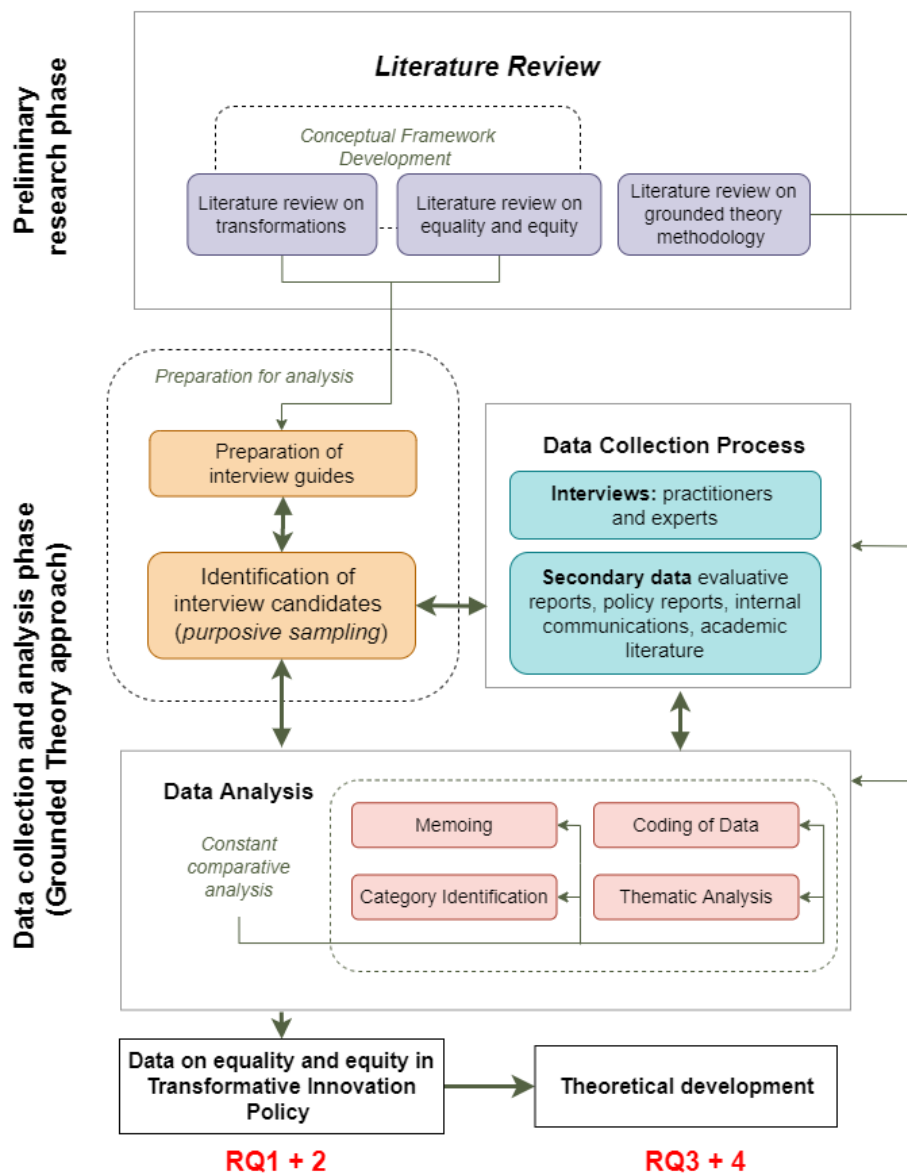 Preliminary
research phase
Literature Review
Conceptual Framework
Development
Literature review on
transformations
Literature review on
equality and equity
Literature review on
grounded theory
methodology
Data collection and analysis phase
(Grounded Theory approach)
Preparation for analysis
Preparation of
interview guides
Identification of
interview candidates
(purposive sampling)
Data Collection Process
Interviews: practitioners
and experts
Secondary data evaluative
reports, policy reports, internal
communications, academic
literature
Data Analysis
Constant
comparative
analysis
Memoing
Coding of Data
Category Identification
Thematic Analysis
Data on equality and equity in
Transformative Innovation
Policy
Theoretical development
RQ1 + 2
RQ3 + 4